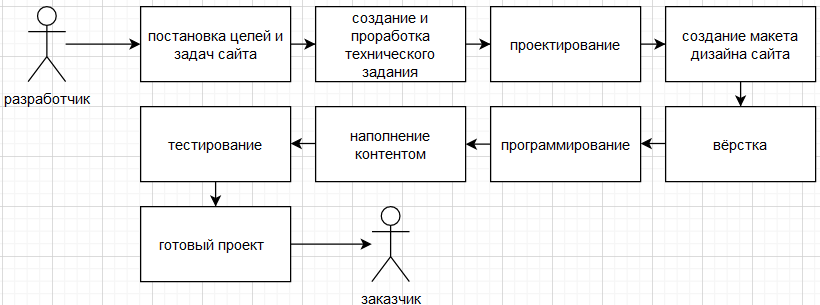 разработчик
постановка целей и
задач сайта
создание и
проработка
технического
задания
проектирование
создание макета
дизайна сайта
вёрстка
программирование
наполнение
контентом
тестирование
готовый проект
заказчик